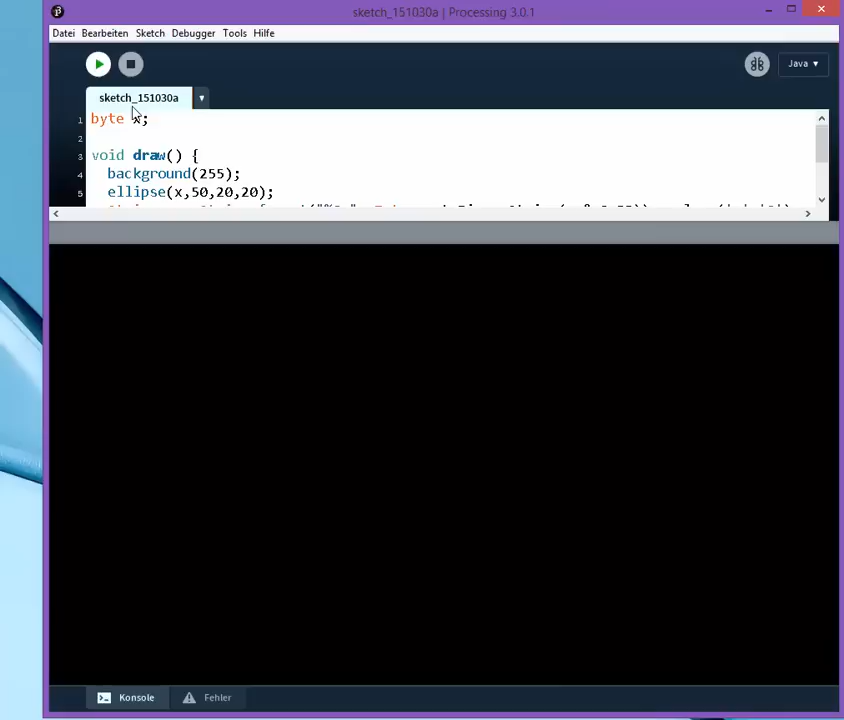 sketch_151030a | Processing 3.0.1
Datei Bearbeiten Sketch Debugger Tools Hilfe
Java ▾
sketch_151030a ▾
1 byte x;
2
3 void draw() {
4 background(255);
5 ellipse(x,50,20,20);
Konsole Fehler